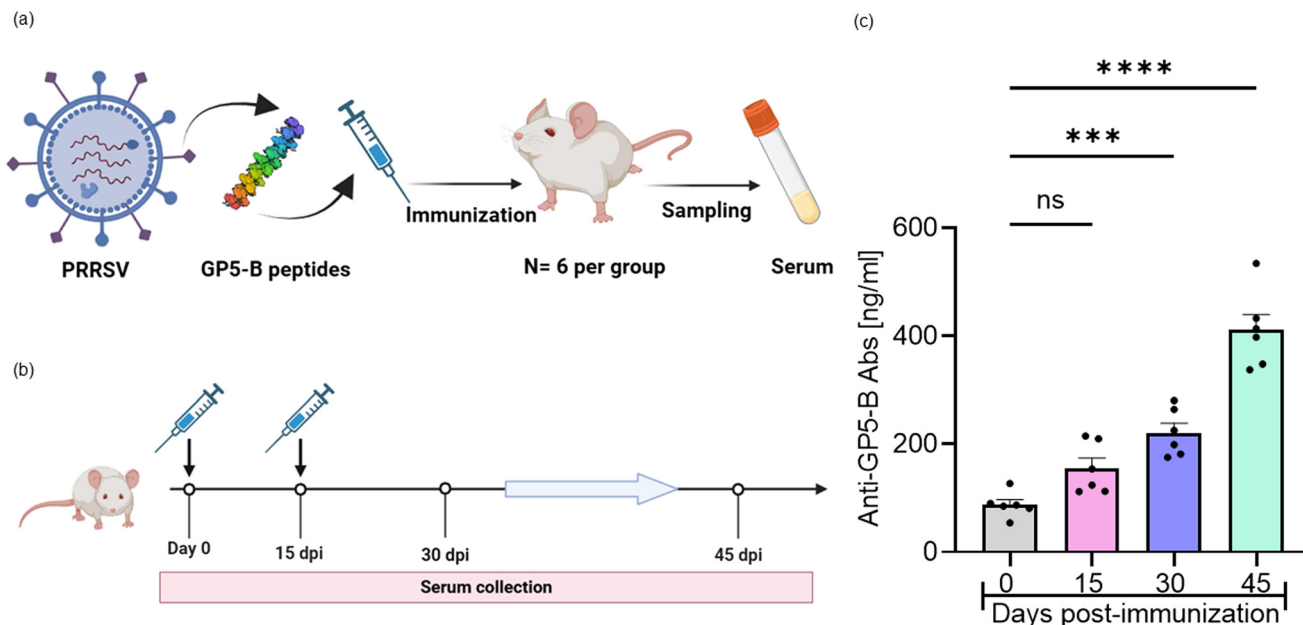 (a)
PRRSV
GP5-B peptides
Immunization
N= 6 per group
Sampling
Serum
(b)
Day 0
15 dpi
30 dpi
45 dpi
Serum collection
(c)
****
***
ns
Anti-GP5-B Abs [ng/ml]
600
400
200
0
0 15 30 45
Days post-immunization